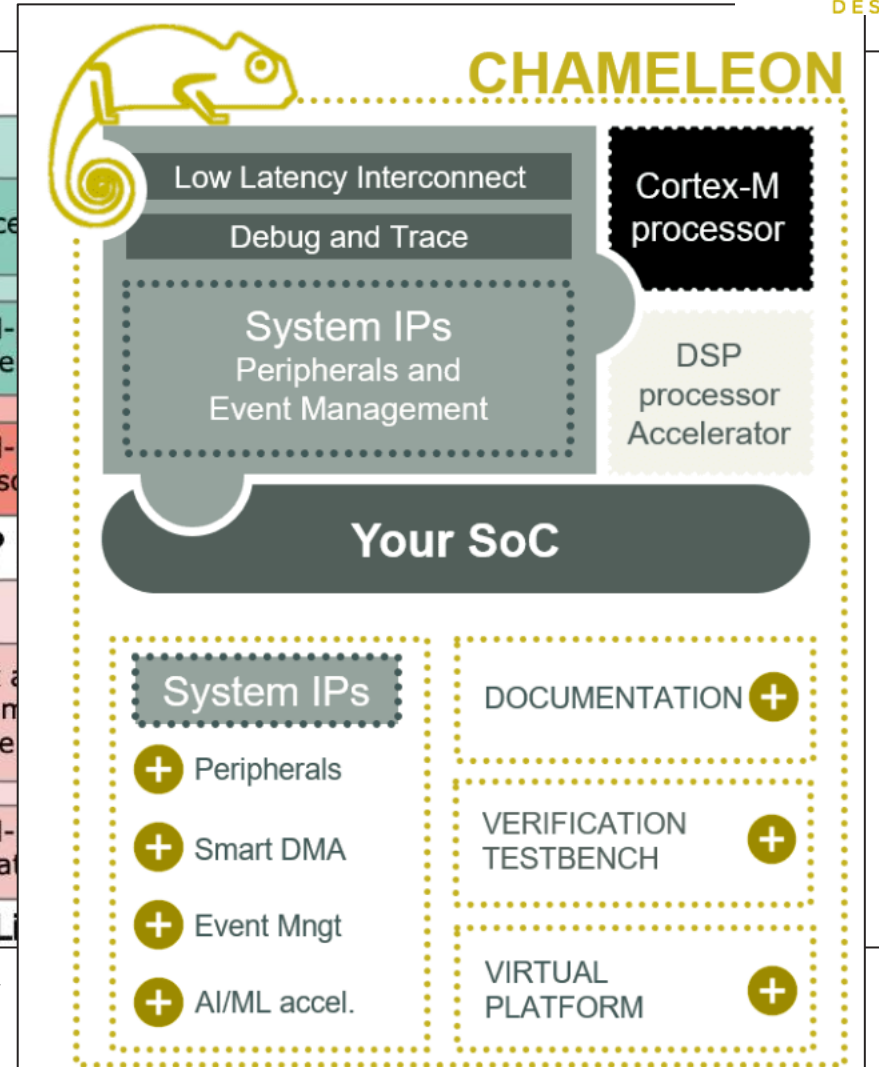 DES
CHAMELEON
Low Latency Interconnect
Debug and Trace
System IPs
Peripherals and
Event Management
Cortex-M
processor
DSP
processor
Accelerator
Your SoC
System IPs
Peripherals
Smart DMA
Event Mngt
AI/ML accel.
DOCUMENTATION
VERIFICATION
TESTBENCH
VIRTUAL
PLATFORM